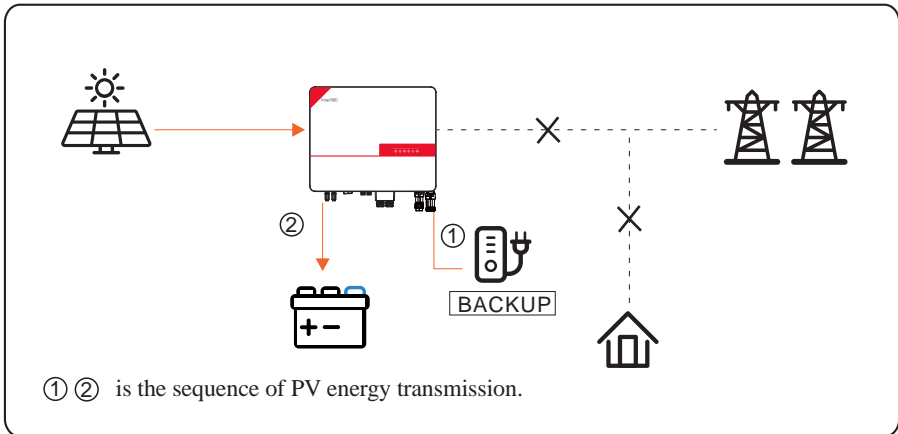 ②
①
BACKUP
① ② is the sequence of PV energy transmission.